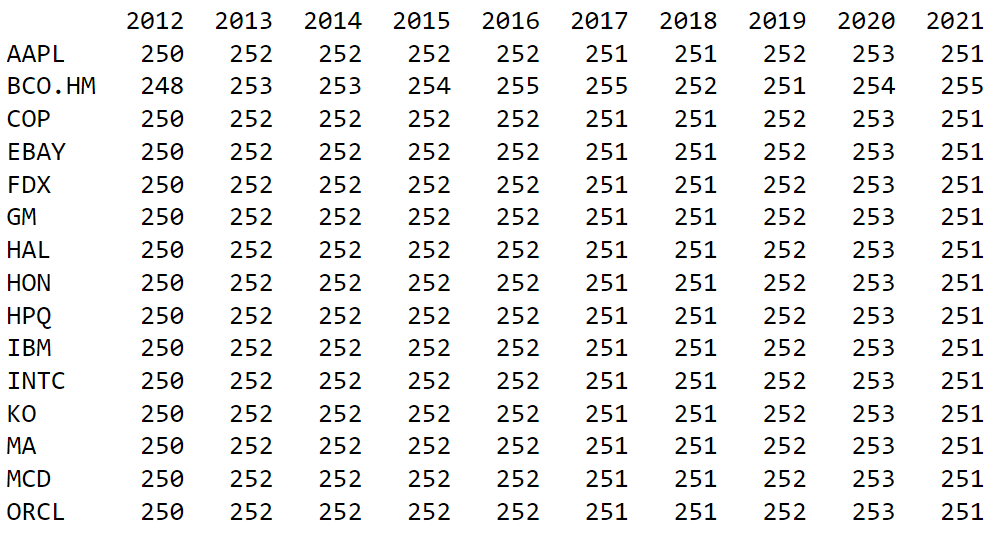 2012 2013 2014 2015 2016 2017 2018 2019 2020 2021
AAPL 250 252 252 252 252 251 251 252 253 251
BCO.HM 248 253 253 254 255 255 252 251 254 255
COP 250 252 252 252 252 251 251 252 253 251
EBAY 250 252 252 252 252 251 251 252 253 251
FDX 250 252 252 252 252 251 251 252 253 251
GM 250 252 252 252 252 251 251 252 253 251
HAL 250 252 252 252 252 251 251 252 253 251
HON 250 252 252 252 252 251 251 252 253 251
HPQ 250 252 252 252 252 251 251 252 253 251
IBM 250 252 252 252 252 251 251 252 253 251
INTC 250 252 252 252 252 251 251 252 253 251
KO 250 252 252 252 252 251 251 252 253 251
MA 250 252 252 252 252 251 251 252 253 251
MCD 250 252 252 252 252 251 251 252 253 251
ORCL 250 252 252 252 252 251 251 252 253 251